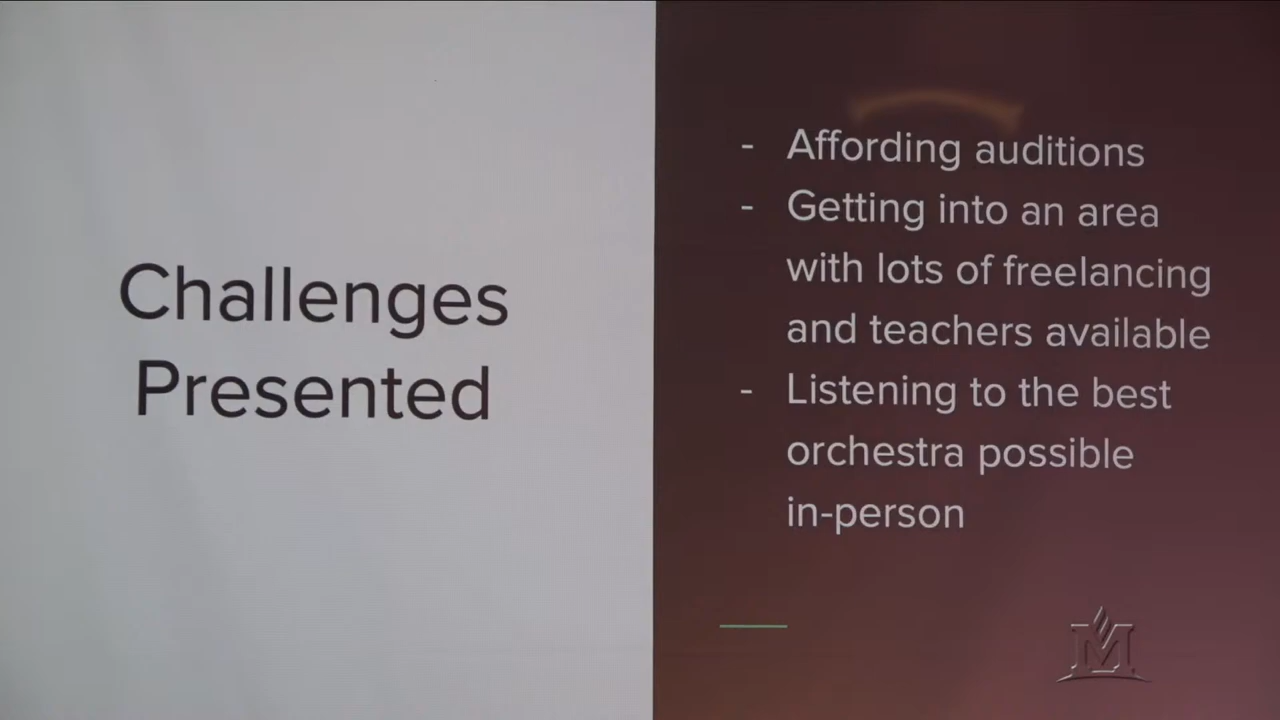 Challenges
Presented
- Affording auditions
- Getting into an area
with lots of freelancing
and teachers available
- Listening to the best
orchestra possible
in-person
M